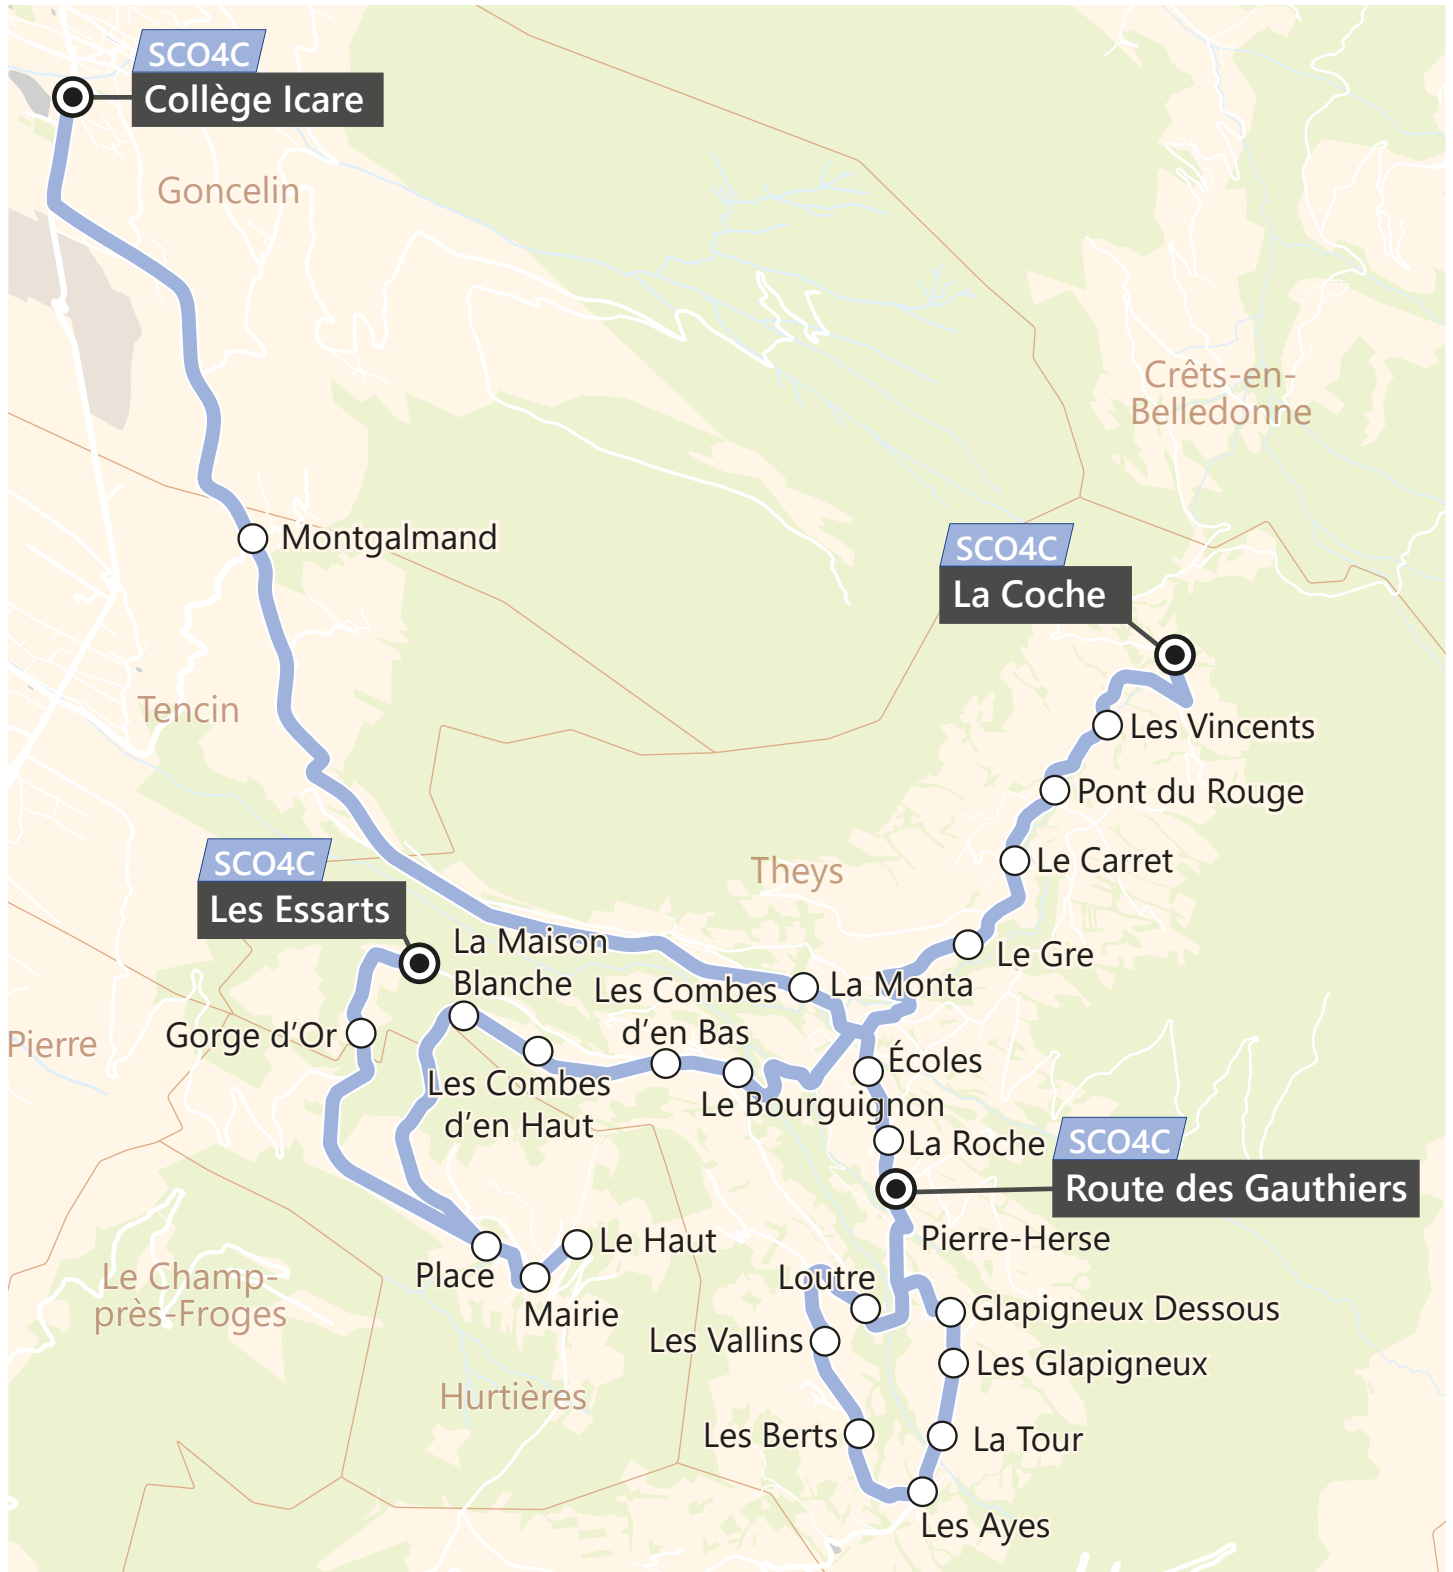 SCO4C
Collège Icare
Goncelin
Crêts-en-
Belledonne
Montgalmand
SCO4C
La Coche
Tencin
Les Vincents
Pont du Rouge
SCO4C
Les Essarts
Theys
Le Carret
La Maison
Blanche
Le Gre
Les Combes
d'en Bas
La Monta
Gorge d'Or
Pierre
Écoles
Les Combes
d'en Haut
Le Bourguignon
La Roche
SCO4C
Route des Gauthiers
Pierre-Herse
Le Haut
Place
Mairie
Le Champ-
près-Froges
Loutre
Glapigneux Dessous
Les Vallins
Les Glapigneux
Hurtières
Les Berts
La Tour
Les Ayes